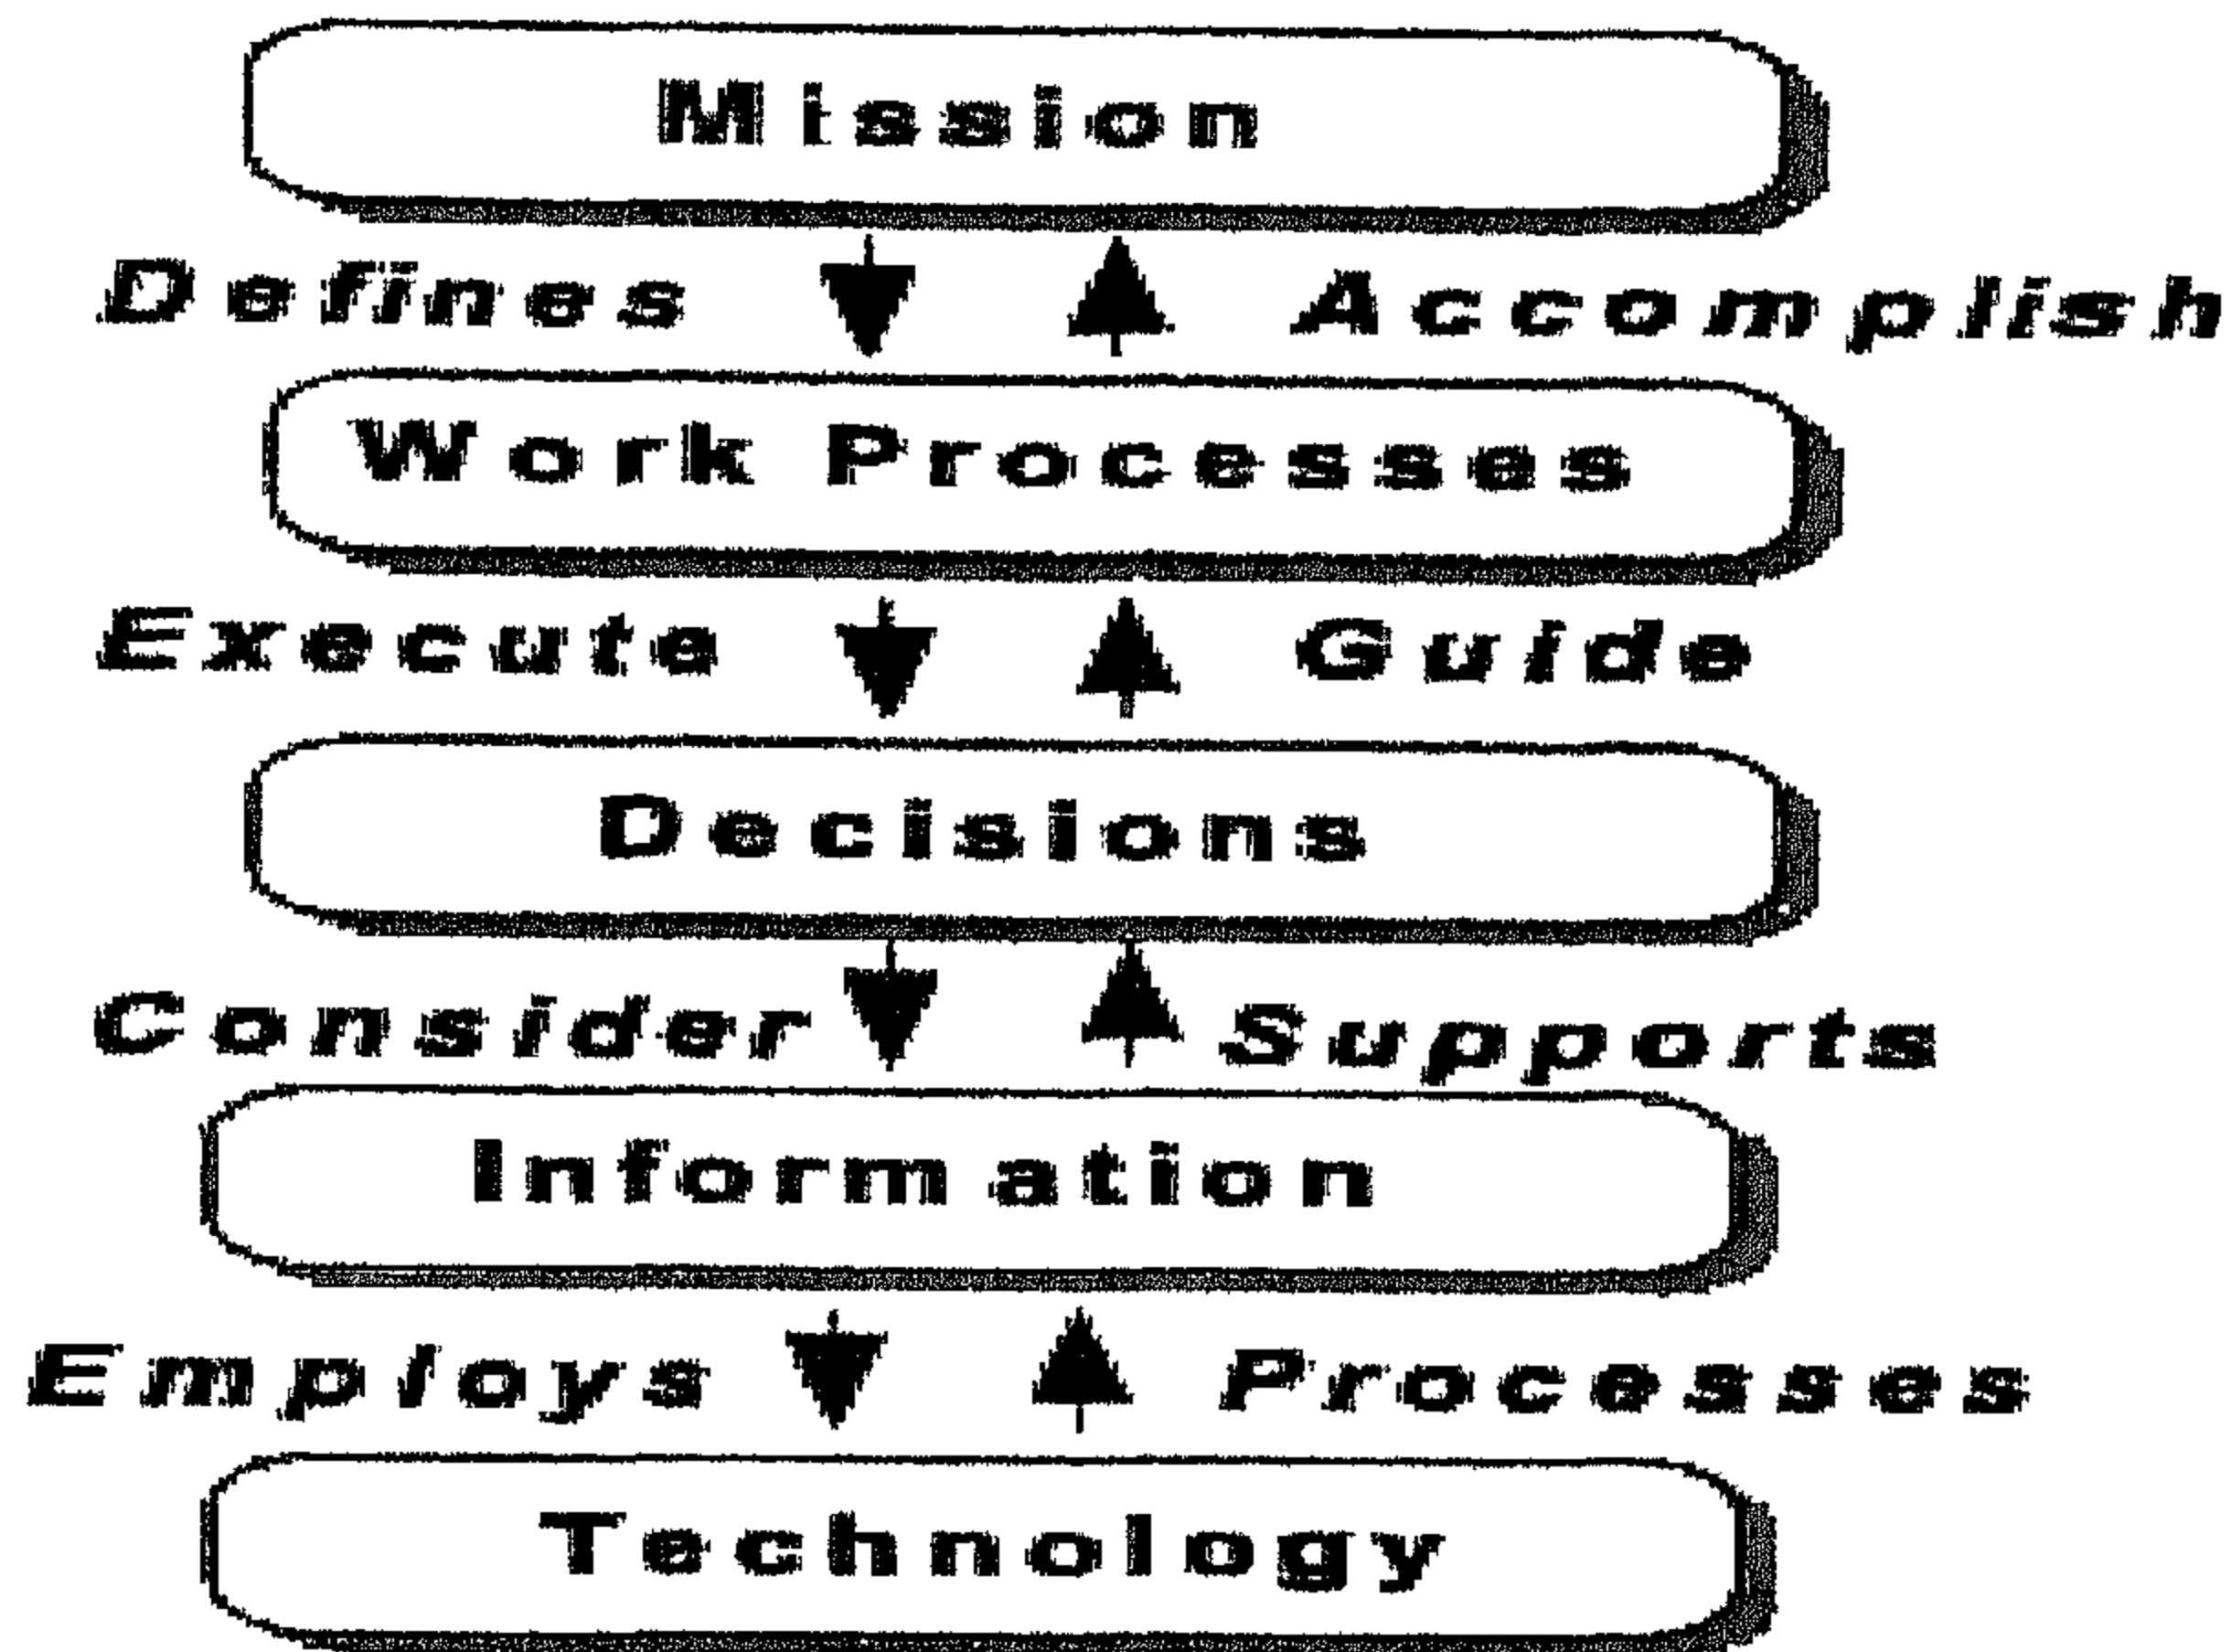 Mission
Defines Accomplish
Work Processes
Execute Guide
Decisions
Consider Supports
Information
Employs Processes
Technology